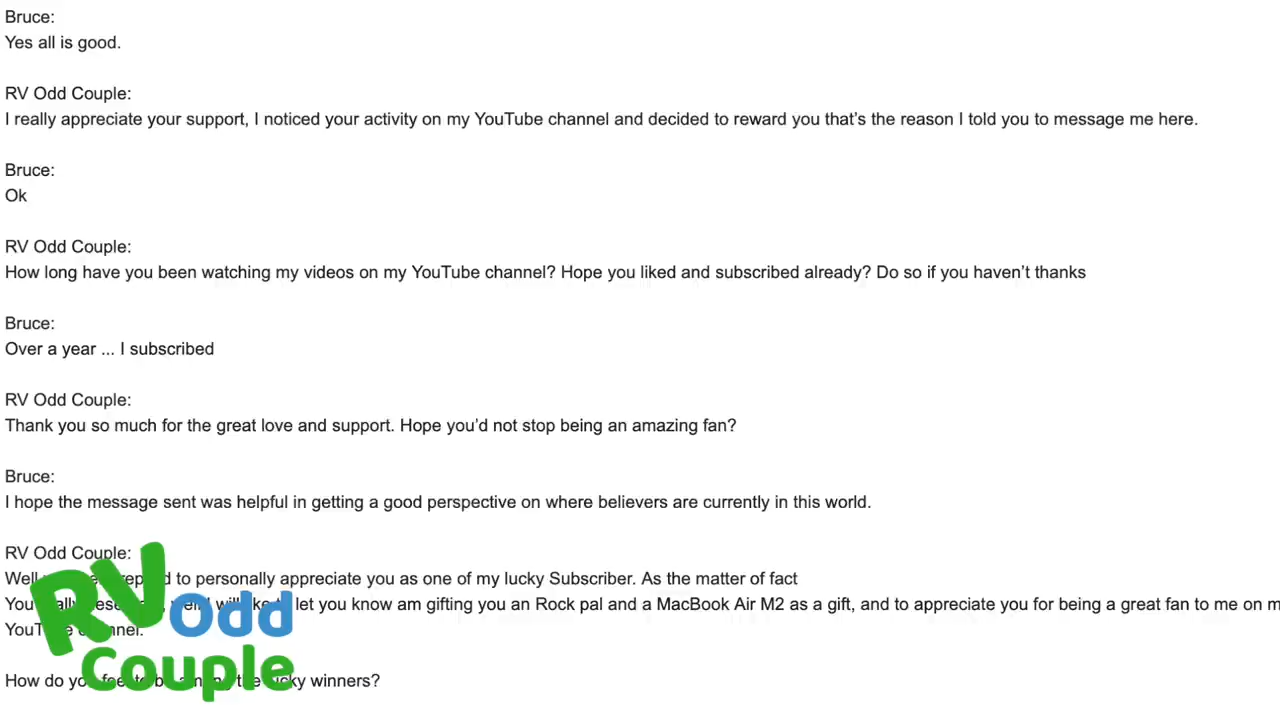 Bruce:
Yes all is good.
RV Odd Couple:
I really appreciate your support, I noticed your activity on my YouTube channel and decided to reward you that's the reason I told you to message me here.
Bruce:
Ok
RV Odd Couple:
How long have you been watching my videos on my YouTube channel? Hope you liked and subscribed already? Do so if you haven't thanks
Bruce:
Over a year ... I subscribed
RV Odd Couple:
Thank you so much for the great love and support. Hope you'd not stop being an amazing fan?
Bruce:
I hope the message sent was helpful in getting a good perspective on where believers are currently in this world.
RV Odd Couple:
Well to personally appreciate you as one of my lucky Subscriber. As the matter of fact
You let you know am gifting you an Rock pal and a MacBook Air M2 as a gift, and to appreciate you for being a great fan to me on
YouTube channel.
How do you winners?
RV Odd
Couple